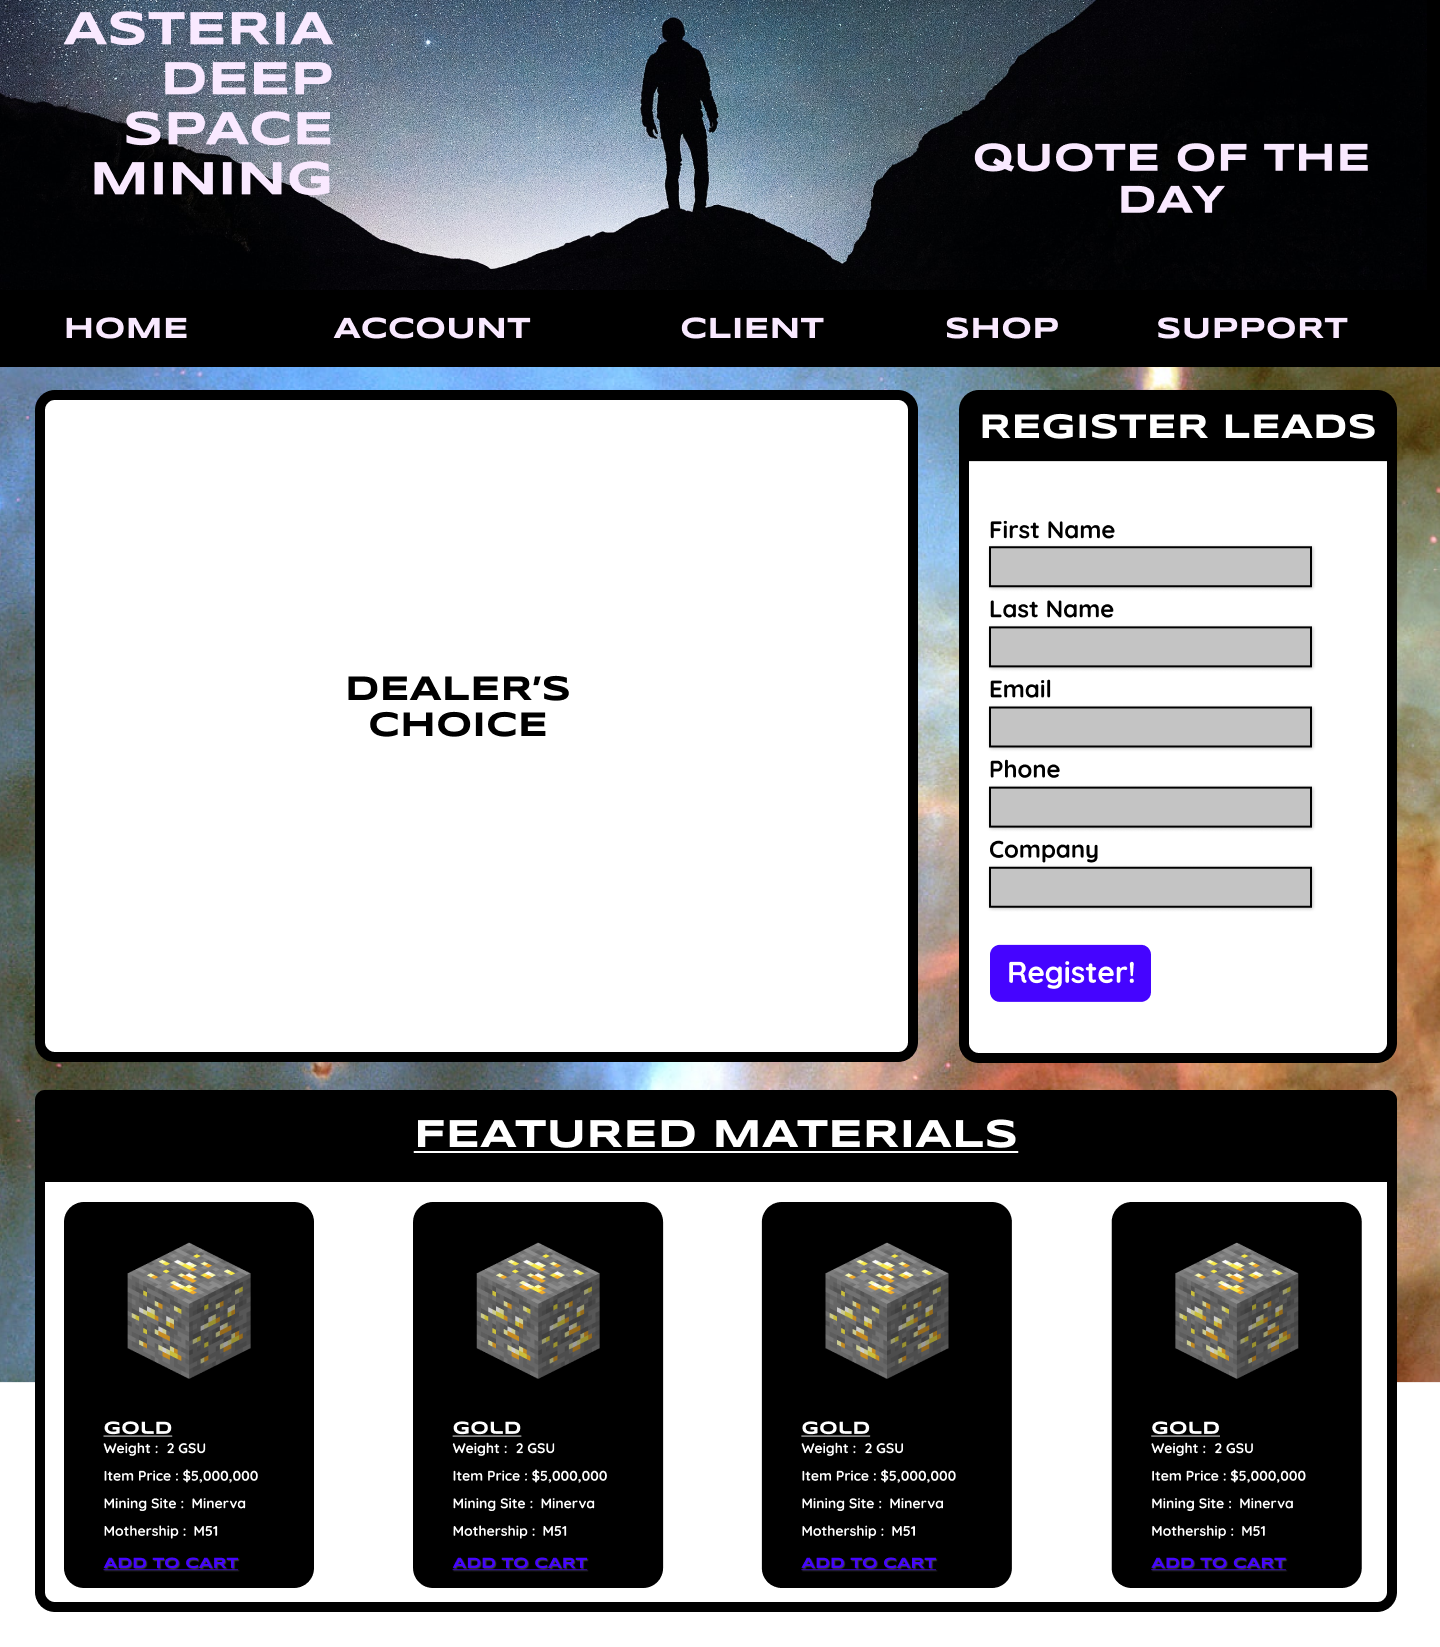 ASTERIA
DEEP
SPACE
MINING
QUOTE OF THE
DAY
HOME
ACCOUNT
CLIENT
SHOP
SUPPORT
DEALER'S
CHOICE
REGISTER LEADS
First Name
Last Name
Email
Phone
Company
Register!
FEATURED MATERIALS
GOLD
Weight : 2 GSU
Item Price : $5,000,000
Mining Site : Minerva
Mothership : M51
ADD TO CART
GOLD
Weight : 2 GSU
Item Price : $5,000,000
Mining Site : Minerva
Mothership : M51
ADD TO CART
GOLD
Weight : 2 GSU
Item Price : $5,000,000
Mining Site : Minerva
Mothership : M51
ADD TO CART
GOLD
Weight : 2 GSU
Item Price : $5,000,000
Mining Site : Minerva
Mothership : M51
ADD TO CART